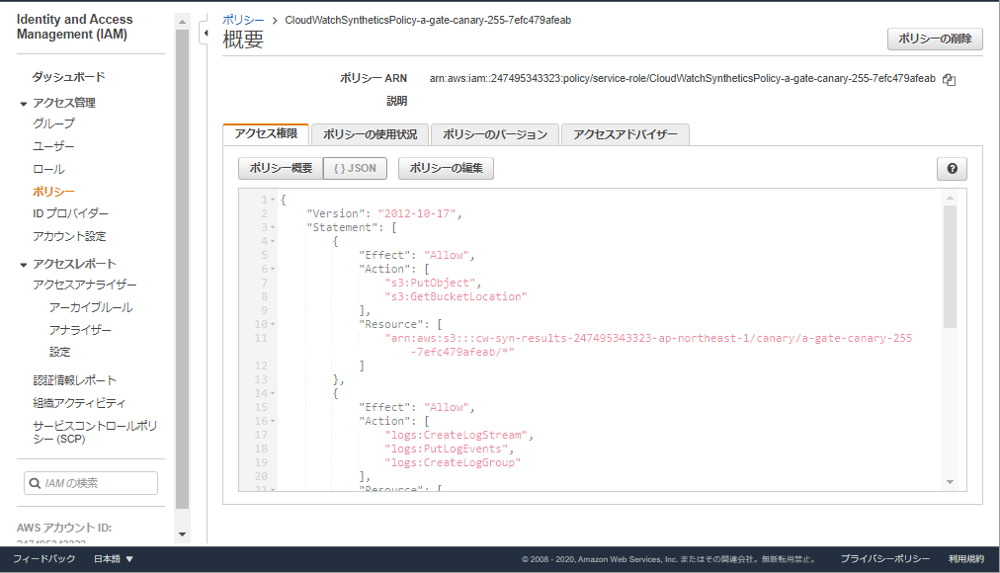 Identity and Access
Management (IAM)
ダッシュボード
アクセス管理
グループ
ユーザー
ロール
ポリシー
ID プロバイダー
アカウント設定
アクセスレポート
アクセスアナライザー
アーカイブルール
アナライザー
設定
認証情報レポート
組織アクティビティ
サービスコントロールポリ
シー (SCP)
IAM の検索
AWS アカウント ID:
247495343323
ポリシー > CloudWatchSyntheticsPolicy-a-gate-canary-255-7efc479afeab
概要
ポリシーの削除
ポリシー ARN arn:aws:iam::247495343323:policy/service-role/CloudWatchSyntheticsPolicy-a-gate-canary-255-7efc479afeab
説明
アクセス権限 ポリシーの使用状況 ポリシーのバージョン アクセスアドバイザー
ポリシー概要 { } JSON ポリシーの編集 ?
1 {
2 "Version": "2012-10-17",
3 "Statement": [
4 {
5 "Effect": "Allow",
6 "Action": [
7 "s3:PutObject",
8 "s3:GetBucketLocation"
9 ],
10 "Resource": [
11 "arn:aws:s3:::cw-syn-results-247495343323-ap-northeast-1/canary/a-gate-canary-255
-7efc479afeab/*"
12 ]
13 },
14 {
15 "Effect": "Allow",
16 "Action": [
17 "logs:CreateLogStream",
18 "logs:PutLogEvents",
19 "logs:CreateLogGroup"
20 ],
21 "Resource": [
フィードバック 日本語 © 2008 - 2020, Amazon Web Services, Inc. またはその関連会社。無断転用禁止。 プライバシーポリシー 利用規約